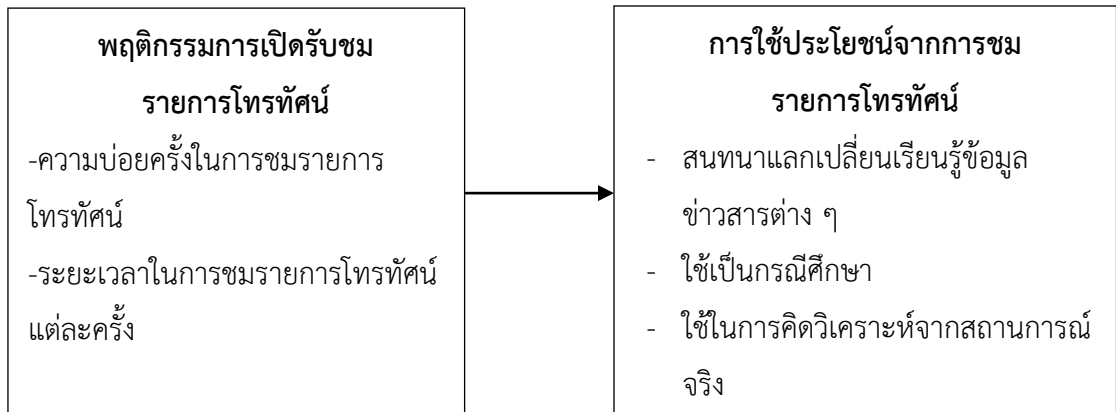 พฤติกรรมการเปิดรับชม
รายการโทรทัศน์
-ความบ่อยครั้งในการชมรายการ
โทรทัศน์
-ระยะเวลาในการชมรายการโทรทัศน์
แต่ละครั้ง
การใช้ประโยชน์จากการชม
รายการโทรทัศน์
- สนทนาแลกเปลี่ยนเรียนรู้ข้อมูล
ข่าวสารต่าง ๆ
- ใช้เป็นกรณีศึกษา
- ใช้ในการคิดวิเคราะห์จากสถานการณ์
จริง